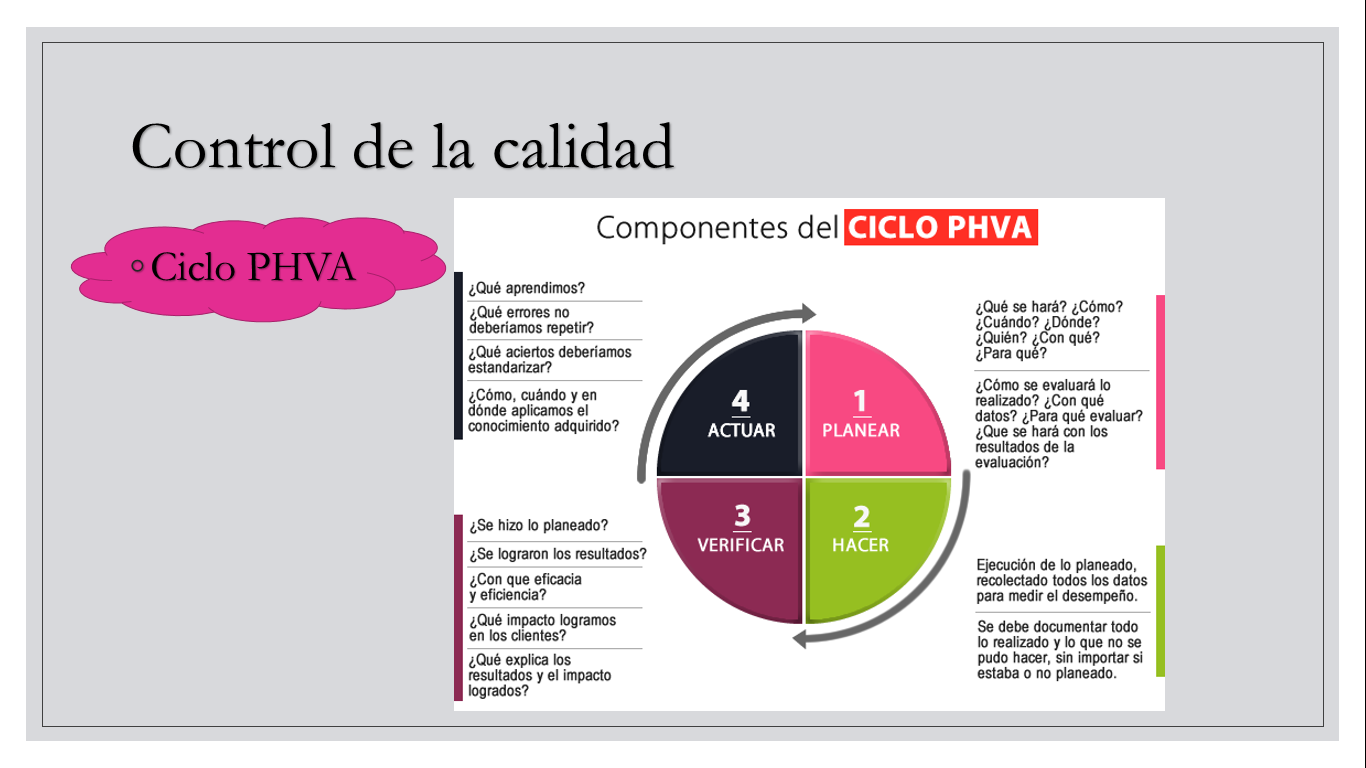 Control de la calidad
Ciclo PHVA
Componentes del CICLO PHVA
¿Qué aprendimos?
¿Qué errores no
deberíamos repetir?
¿Qué aciertos deberíamos
estandarizar?
¿Cómo, cuándo y en
dónde aplicamos el
conocimiento adquirido?
4
ACTUAR
1
PLANEAR
¿Qué se hará? ¿Cómo?
¿Cuándo? ¿Dónde?
¿Quién? ¿Con qué?
¿Para qué?
¿Cómo se evaluará lo
realizado? ¿Con qué
datos? ¿Para qué evaluar?
¿Que se hará con los
resultados de la
evaluación?
¿Se hizo lo planeado?
¿Se lograron los resultados?
¿Con que eficacia
y eficiencia?
¿Qué impacto logramos
en los clientes?
¿Qué explica los
resultados y el impacto
logrados?
3
VERIFICAR
2
HACER
Ejecución de lo planeado,
recolectado todos los datos
para medir el desempeño.
Se debe documentar todo
lo realizado y lo que no se
pudo hacer, sin importar si
estaba o no planeado.